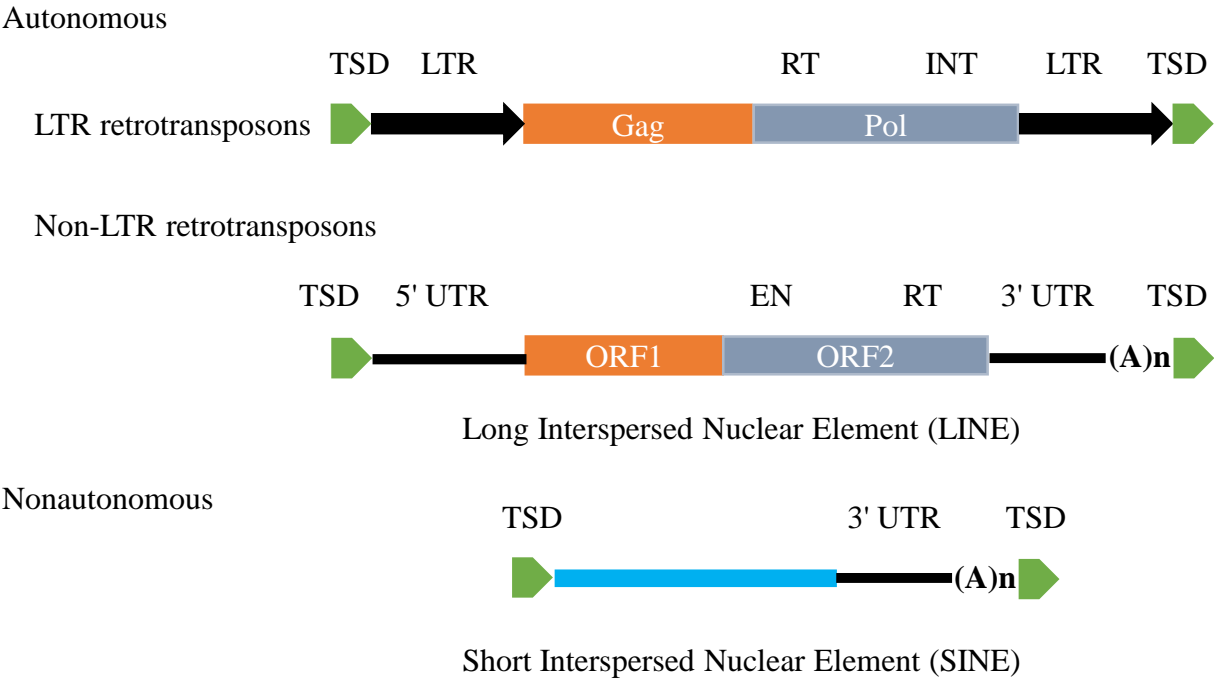 Autonomous
TSD LTR RT INT LTR TSD
LTR retrotransposons Gag Pol
Non-LTR retrotransposons
TSD 5' UTR EN RT 3' UTR TSD
ORF1 ORF2 (A)n
Long Interspersed Nuclear Element (LINE)
Nonautonomous
TSD 3' UTR TSD
(A)n
Short Interspersed Nuclear Element (SINE)